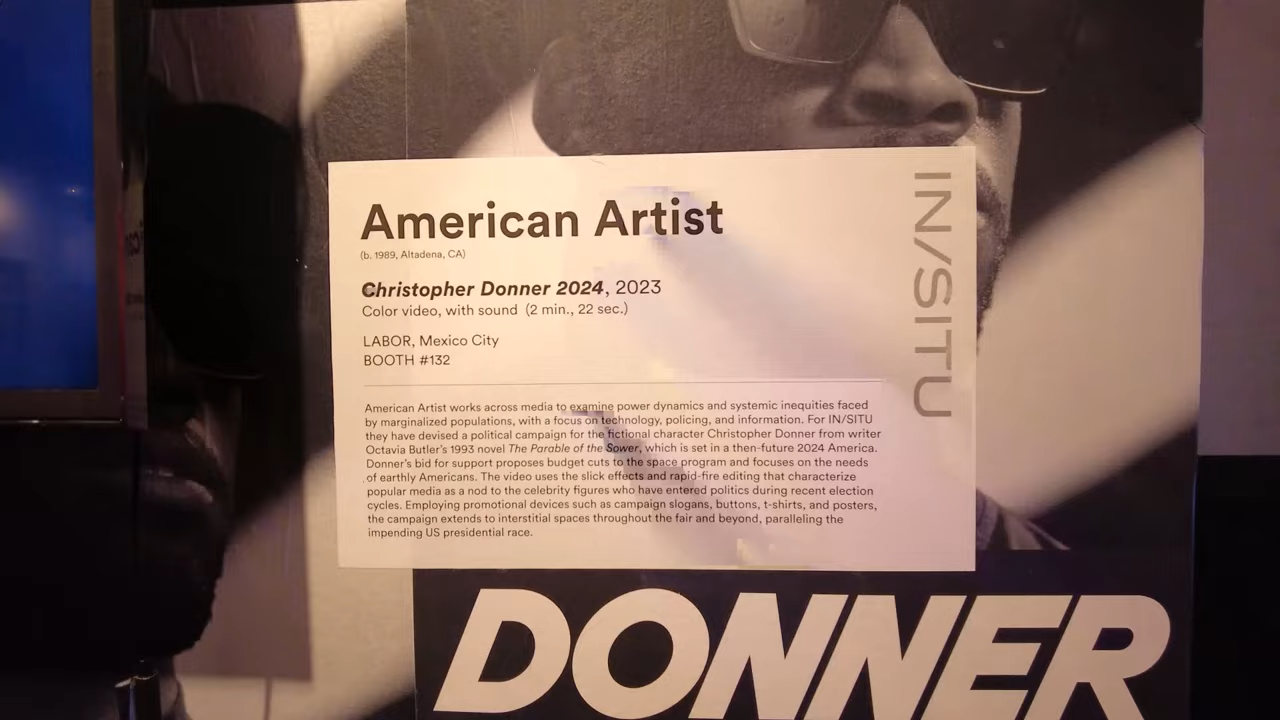 American Artist
(b. 1989, Altadena, CA)
Christopher Donner 2024, 2023
Color video, with sound (2 min., 22 sec.)
LABOR, Mexico City
BOOTH #132
American Artist works across media to examine power dynamics and systemic inequities faced
by marginalized populations, with a focus on technology, policing, and information. For IN/SITU
they have devised a political campaign for the fictional character Christopher Donner from writer
Octavia Butler's 1993 novel The Parable of the Sower, which is set in a then-future 2024 America.
Donner's bid for support proposes budget cuts to the space program and focuses on the needs
of earthly Americans. The video uses the slick effects and rapid-fire editing that characterize
popular media as a nod to the celebrity figures who have entered politics during recent election
cycles. Employing promotional devices such as campaign slogans, buttons, t-shirts, and posters,
the campaign extends to interstitial spaces throughout the fair and beyond, paralleling the
impending US presidential race.
IN/SITU
DONNER